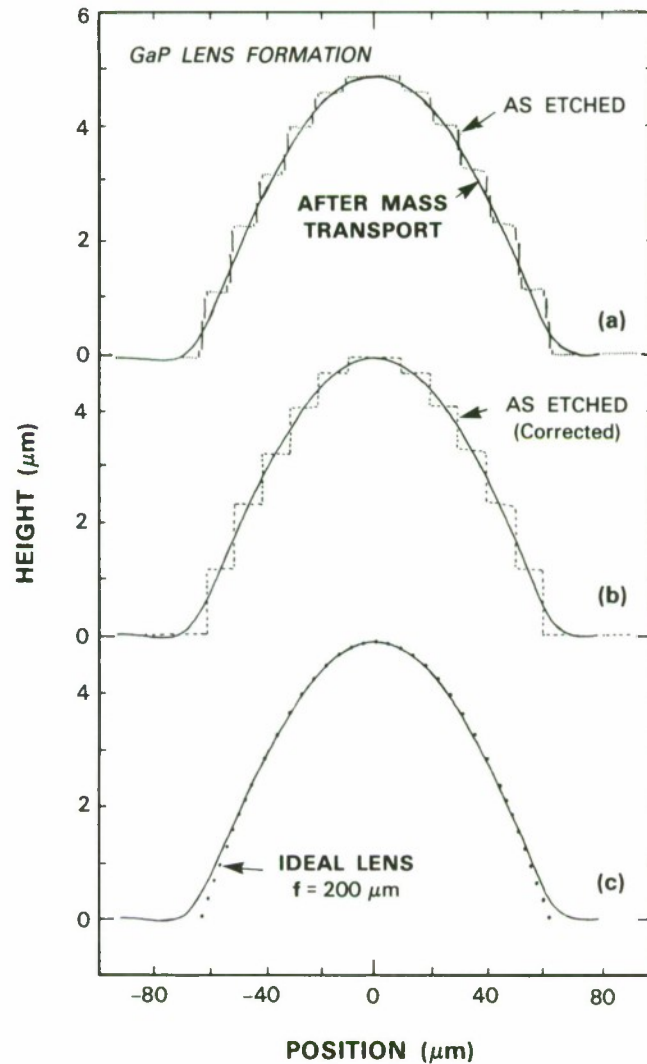 6
GaP LENS FORMATION
AS ETCHED
4
AFTER MASS
TRANSPORT
2
(a)
0
AS ETCHED
(Corrected)
4
HEIGHT (μm)
2
(b)
0
4
2
IDEAL LENS
f = 200 μm
(c)
0
-80 -40 0 40 80
POSITION (μm)